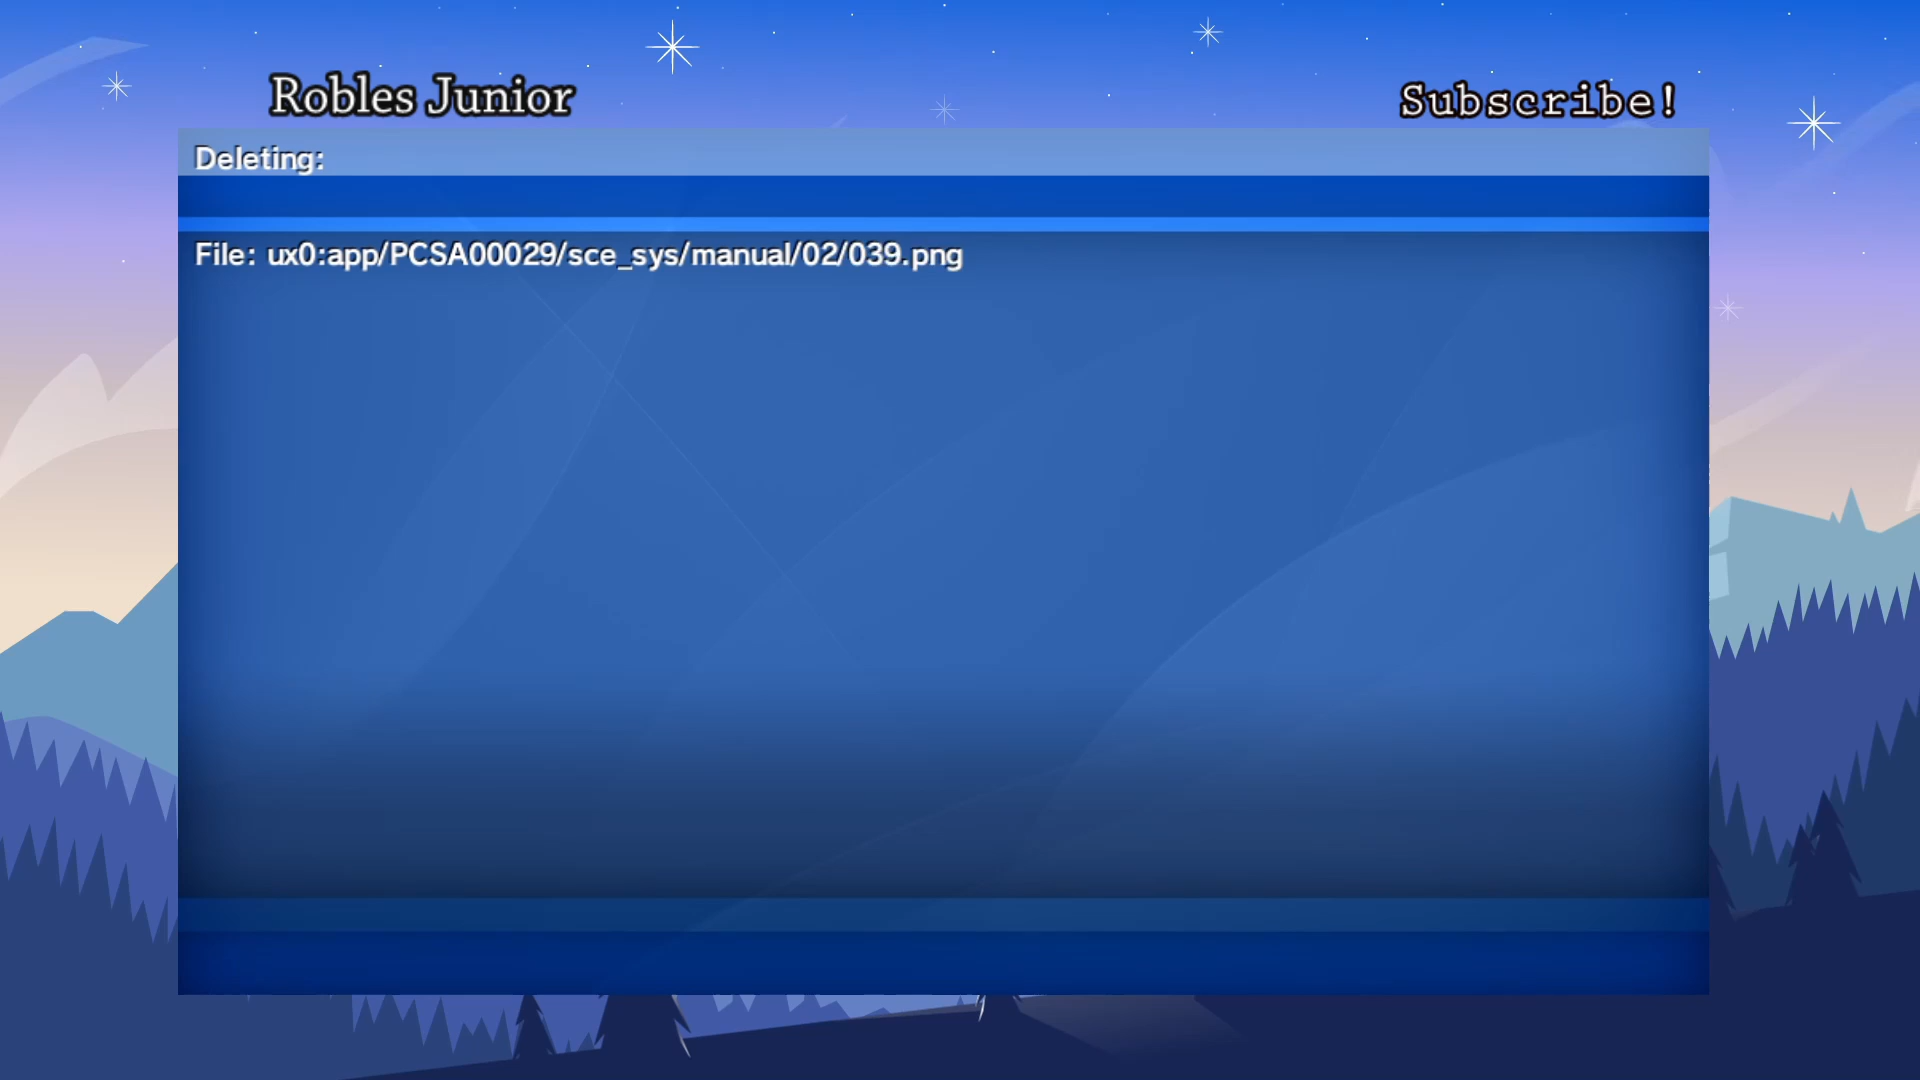 Robles Junior
Subscribe!
Deleting:
File: ux0:app/PCSA00029/sce_sys/manual/02/039.png